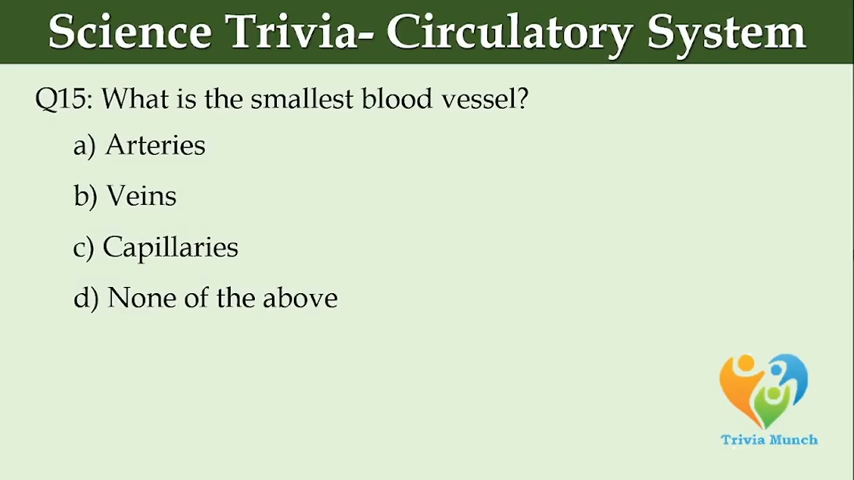 Science Trivia- Circulatory System
Q15: What is the smallest blood vessel?
a) Arteries
b) Veins
c) Capillaries
d) None of the above
Trivia Munch